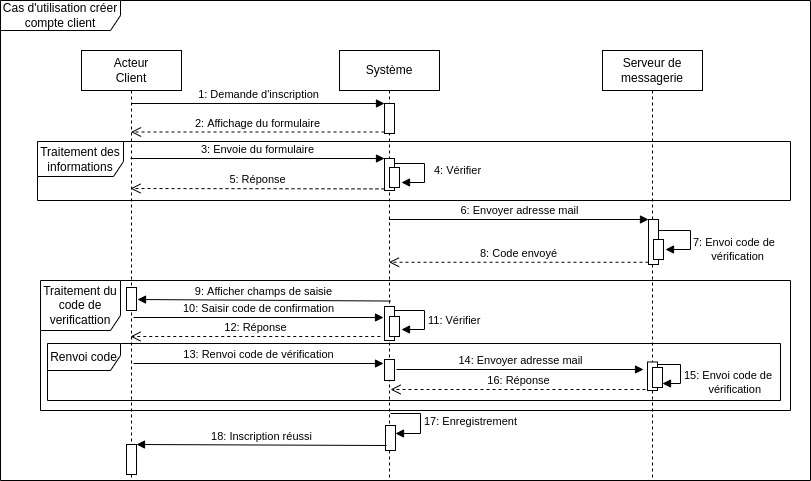 Cas d'utilisation créer
compte client
Acteur
Client
Système
Serveur de
messagerie
1: Demande d'inscription
2: Affichage du formulaire
Traitement des
informations
3: Envoie du formulaire
4: Vérifier
5: Réponse
6: Envoyer adresse mail
7: Envoi code de
vérification
8: Code envoyé
Traitement du
code de
verificattion
9: Afficher champs de saisie
10: Saisir code de confirmation
11: Vérifier
12: Réponse
Renvoi code
13: Renvoi code de vérification
14: Envoyer adresse mail
15: Envoi code de
vérification
16: Réponse
17: Enregistrement
18: Inscription réussi